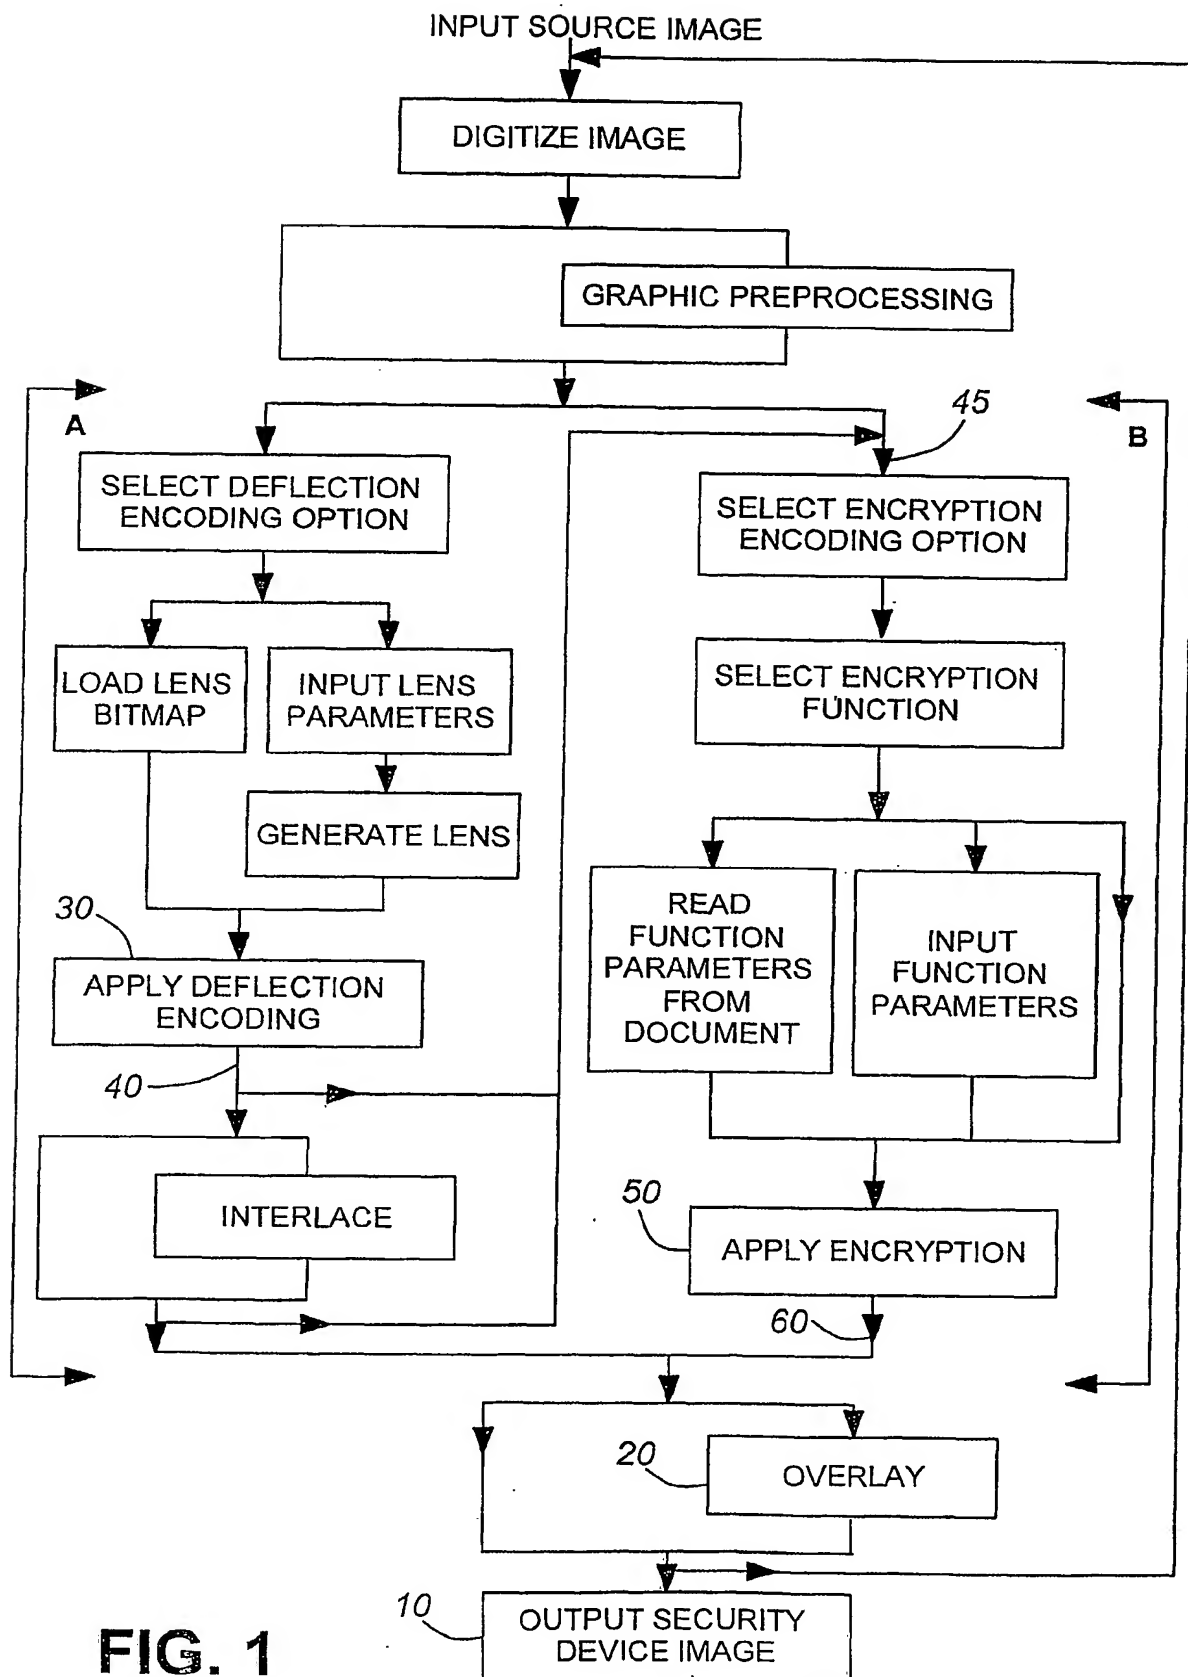 INPUT SOURCE IMAGE
DIGITIZE IMAGE
GRAPHIC PREPROCESSING
A
B
45
SELECT DEFLECTION
ENCODING OPTION
SELECT ENCRYPTION
ENCODING OPTION
LOAD LENS
BITMAP
INPUT LENS
PARAMETERS
SELECT ENCRYPTION
FUNCTION
GENERATE LENS
READ
FUNCTION
PARAMETERS
FROM
DOCUMENT
INPUT
FUNCTION
PARAMETERS
30
APPLY DEFLECTION
ENCODING
40
INTERLACE
50
APPLY ENCRYPTION
60
20
OVERLAY
10
OUTPUT SECURITY
DEVICE IMAGE
FIG. 1